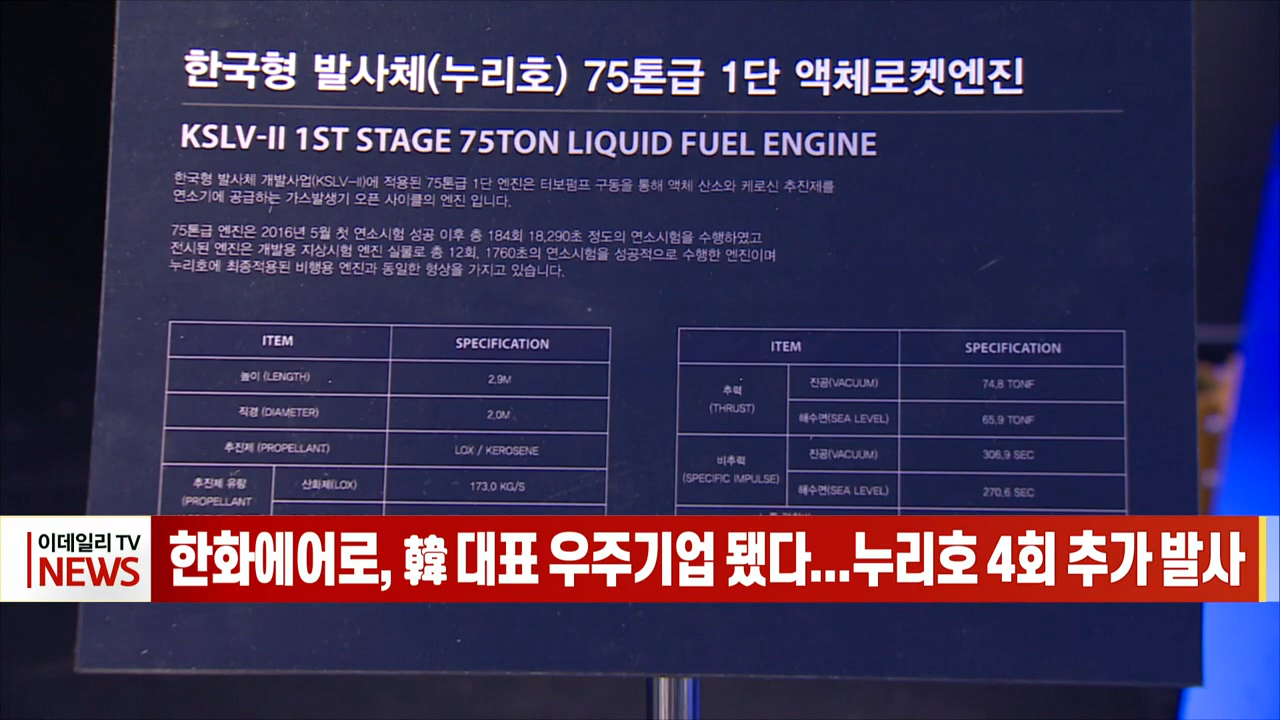 한국형 발사체(누리호) 75톤급 1단 액체로켓엔진
KSLV-II 1ST STAGE 75TON LIQUID FUEL ENGINE
한국형 발사체 개발사업(KSLV-II)에 적용된 75톤급 1단 엔진은 터보펌프 구동을 통해 액체 산소와 케로신 추진제를
연소기에 공급하는 가스발생기 오픈 사이클의 엔진 입니다.
75톤급 엔진은 2016년 5월 첫 연소시험 성공 이후 총 184회 18,290초 정도의 연소시험을 수행하였고
전시된 엔진은 개발용 지상시험 엔진 실물로 총 12회, 1760초의 연소시험을 성공적으로 수행한 엔진이며
누리호에 최종적용된 비행용 엔진과 동일한 형상을 가지고 있습니다.
ITEM SPECIFICATION
높이 (LENGTH) 2.9M
직경 (DIAMETER) 2.0M
추진제 (PROPELLANT) LOX / KEROSENE
추진제 유량 (PROPELLANT 산화제(LOX) 173.0 KG/S
ITEM SPECIFICATION
추력 (THRUST) 진공(VACUUM) 74.8 TONF
해수면(SEA LEVEL) 65.9 TONF
비추력 (SPECIFIC IMPULSE) 진공(VACUUM) 306.9 SEC
해수면(SEA LEVEL) 270.6 SEC
이데일리 TV
NEWS
한화에어로, 韓 대표 우주기업 됐다...누리호 4회 추가 발사